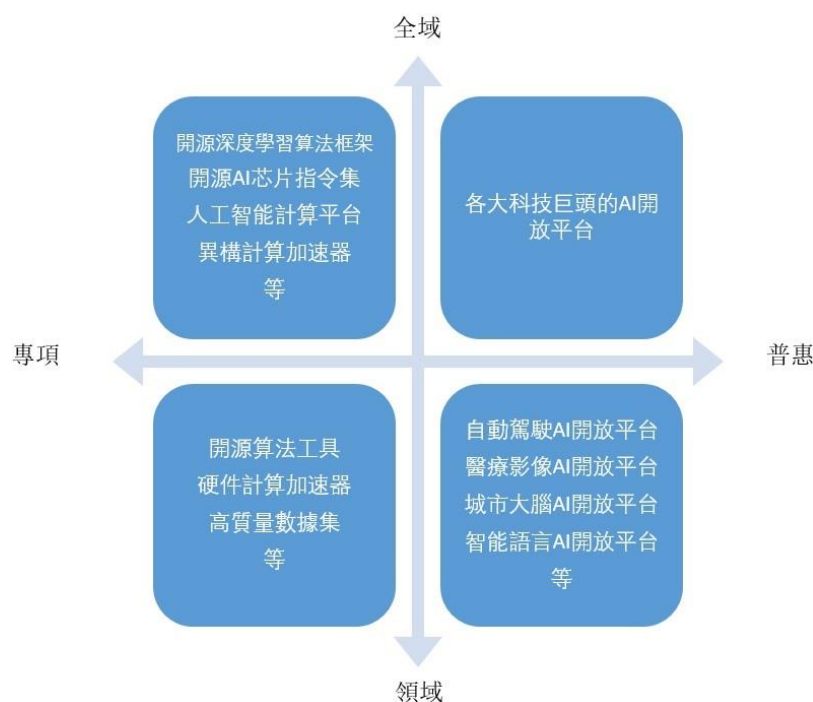 全域
開源深度學習算法框架
開源AI芯片指令集
人工智能計算平台
異構計算加速器
等
各大科技巨頭的AI開
放平台
專項
普惠
開源算法工具
硬件計算加速器
高質量數據集
等
自動駕駛AI開放平台
醫療影像AI開放平台
城市大腦AI開放平台
智能語言AI開放平台
等
領域